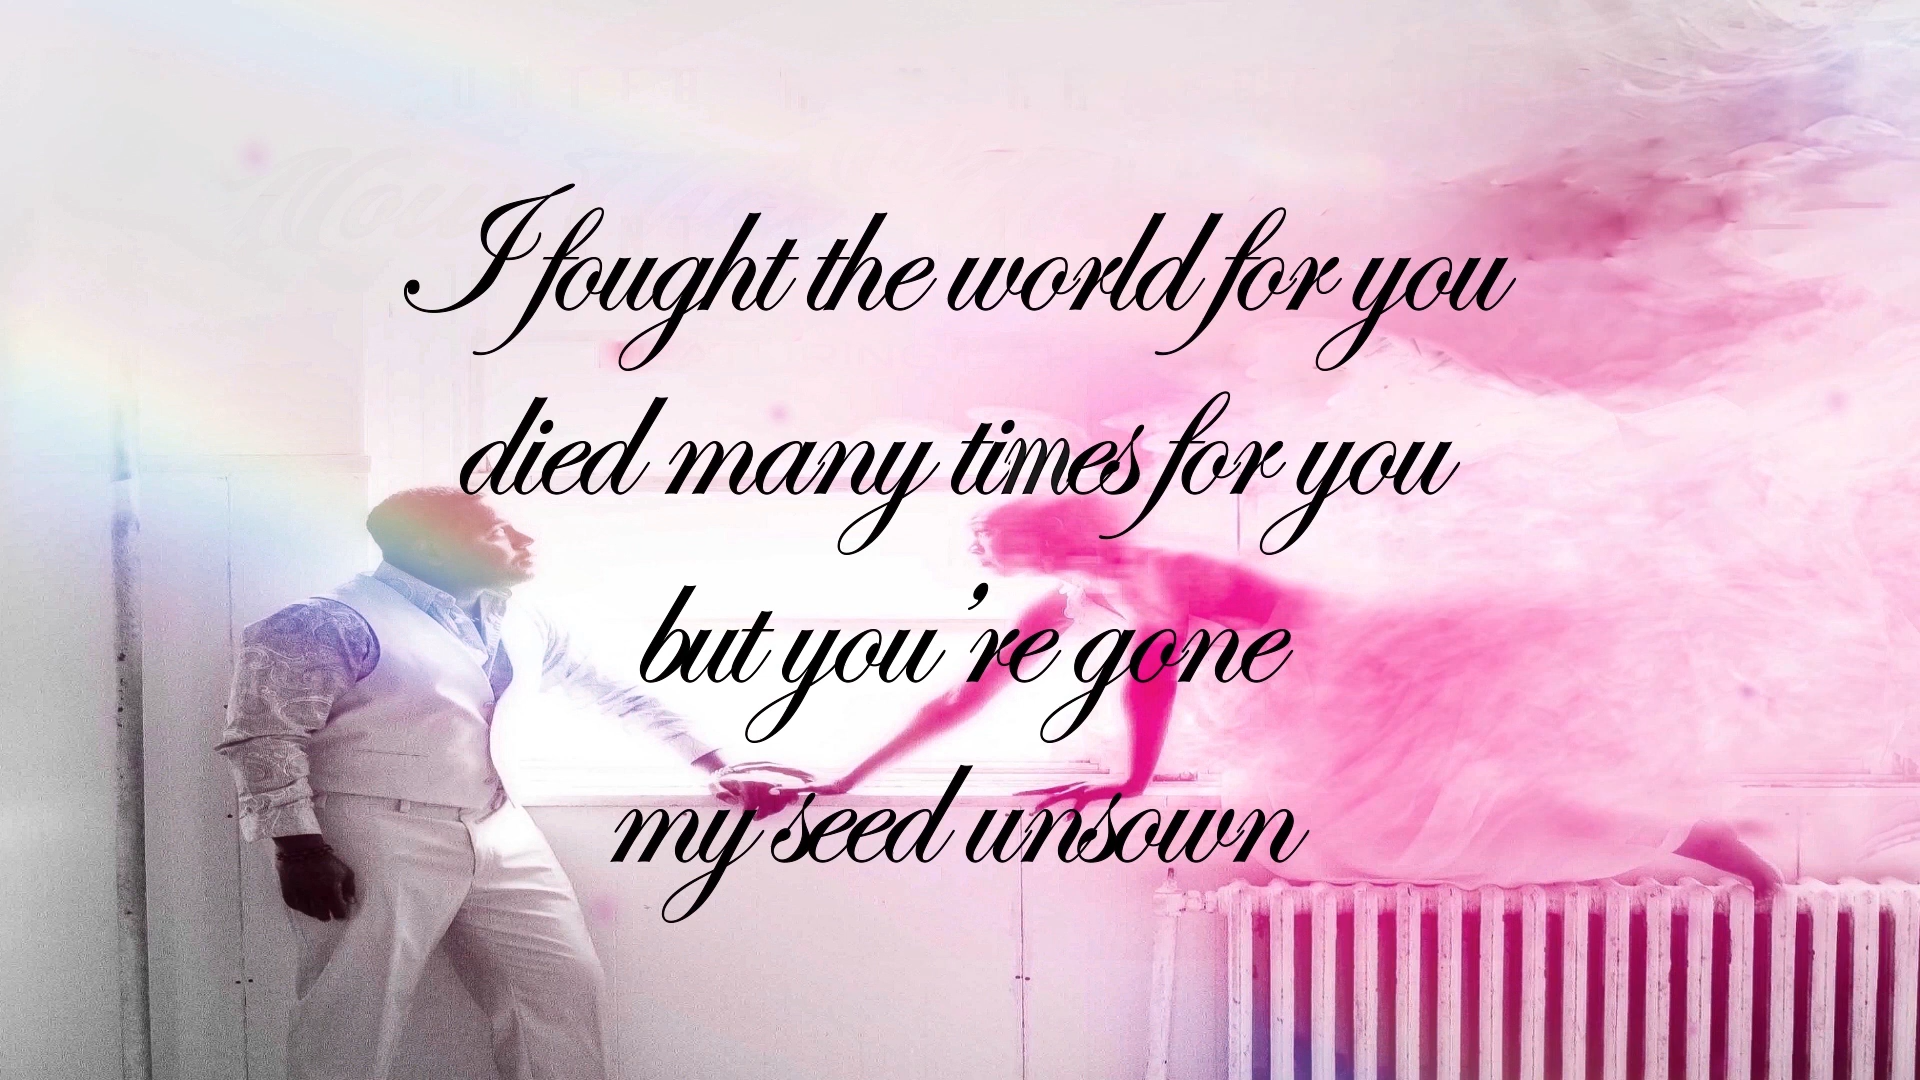 I fought the world for you
died many times for you
but you're gone
my seed unsown